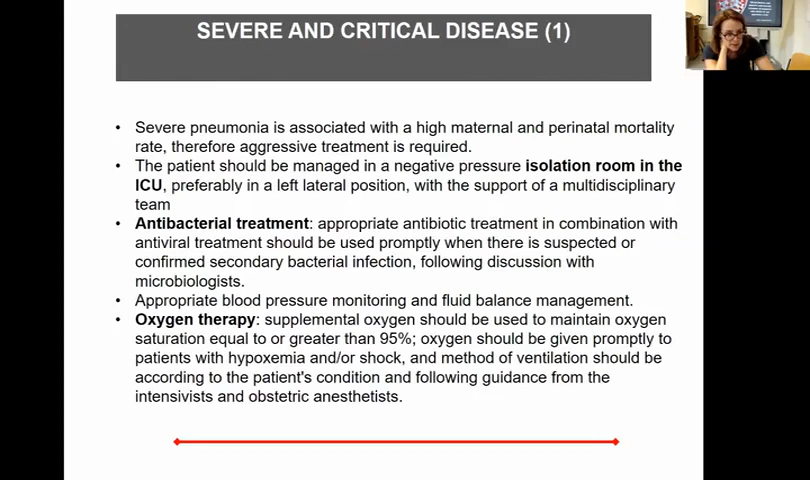 SEVERE AND CRITICAL DISEASE (1)
• Severe pneumonia is associated with a high maternal and perinatal mortality
rate, therefore aggressive treatment is required.
• The patient should be managed in a negative pressure isolation room in the
ICU, preferably in a left lateral position, with the support of a multidisciplinary
team
• Antibacterial treatment: appropriate antibiotic treatment in combination with
antiviral treatment should be used promptly when there is suspected or
confirmed secondary bacterial infection, following discussion with
microbiologists.
• Appropriate blood pressure monitoring and fluid balance management.
• Oxygen therapy: supplemental oxygen should be used to maintain oxygen
saturation equal to or greater than 95%; oxygen should be given promptly to
patients with hypoxemia and/or shock, and method of ventilation should be
according to the patient's condition and following guidance from the
intensivists and obstetric anesthetists.